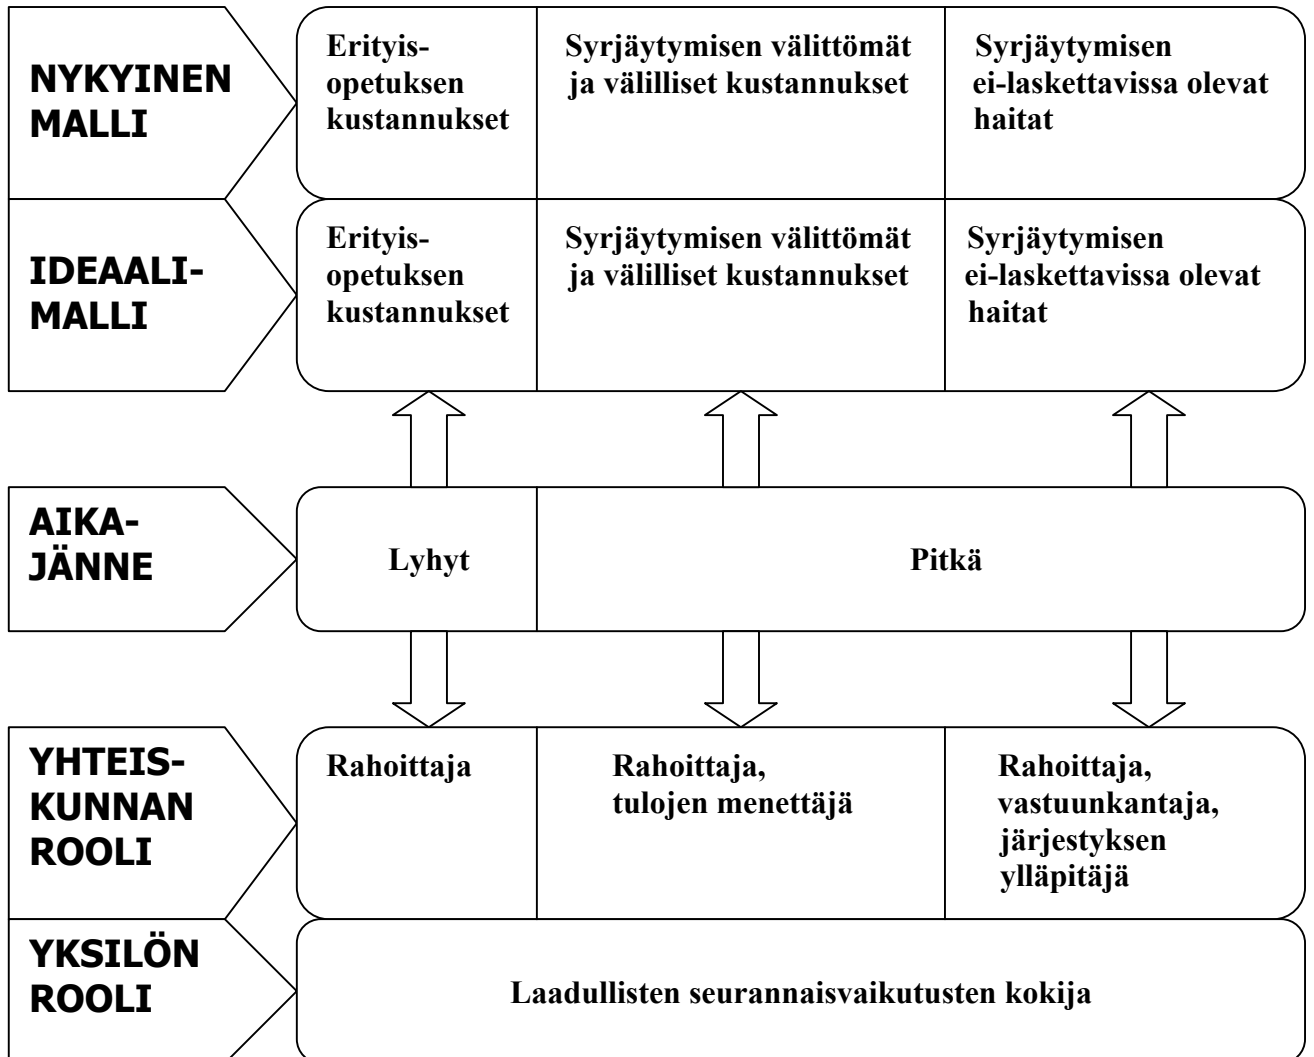 NYKYINEN
MALLI
Erityis-
opetuksen
kustannukset
Syrjäytymisen välittömät
ja välilliset kustannukset
Syrjäytymisen
ei-laskettavissa olevat
haitat
IDEAALI-
MALLI
Erityis-
opetuksen
kustannukset
Syrjäytymisen välittömät
ja välilliset kustannukset
Syrjäytymisen
ei-laskettavissa olevat
haitat
AIKA-
JÄNNE
Lyhyt
Pitkä
YHTEIS-
KUNNAN
ROOLI
Rahoittaja
Rahoittaja,
tulojen menettäjä
Rahoittaja,
vastuunkantaja,
järjestyksen
ylläpitäjä
YKSILÖN
ROOLI
Laadullisten seurannaisvaikutusten kokija